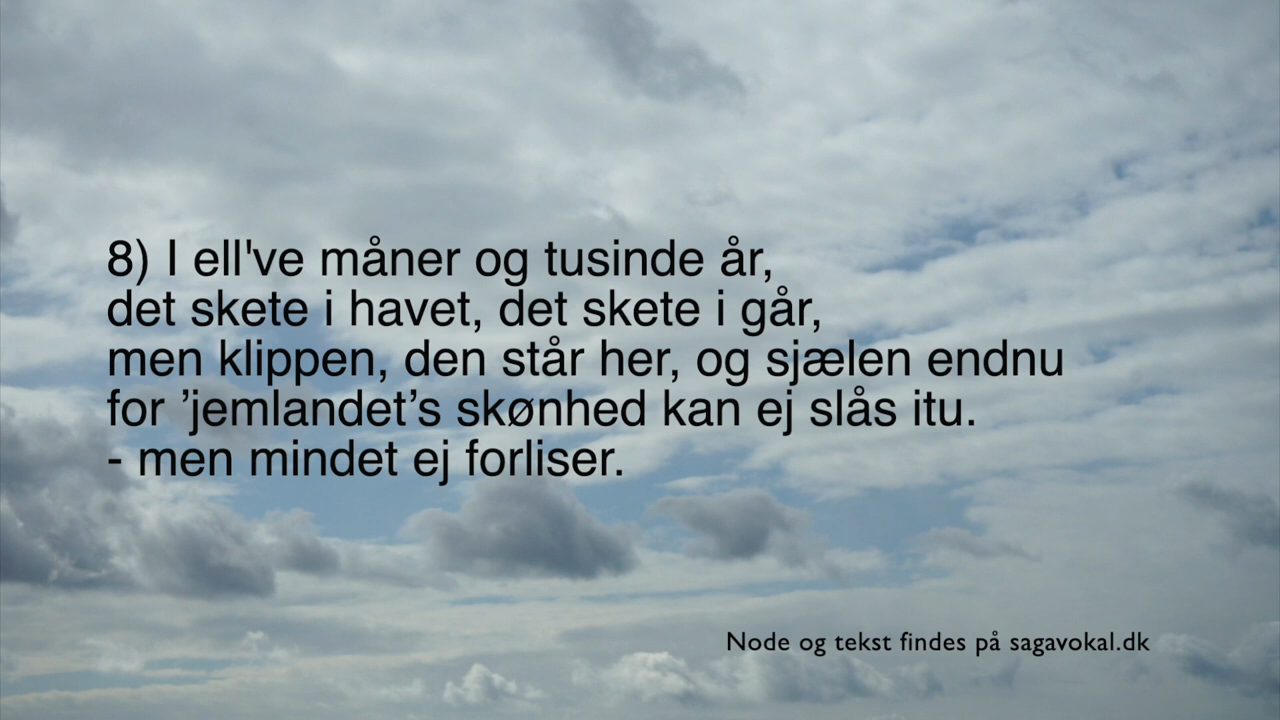 8) I ell've måner og tusinde år,
det skete i havet, det skete i går,
men klippen, den står her, og sjælen endnu
for ’jemlandet’s skønhed kan ej slås itu.
- men mindet ej forliser.
Node og tekst findes på sagavokal.dk